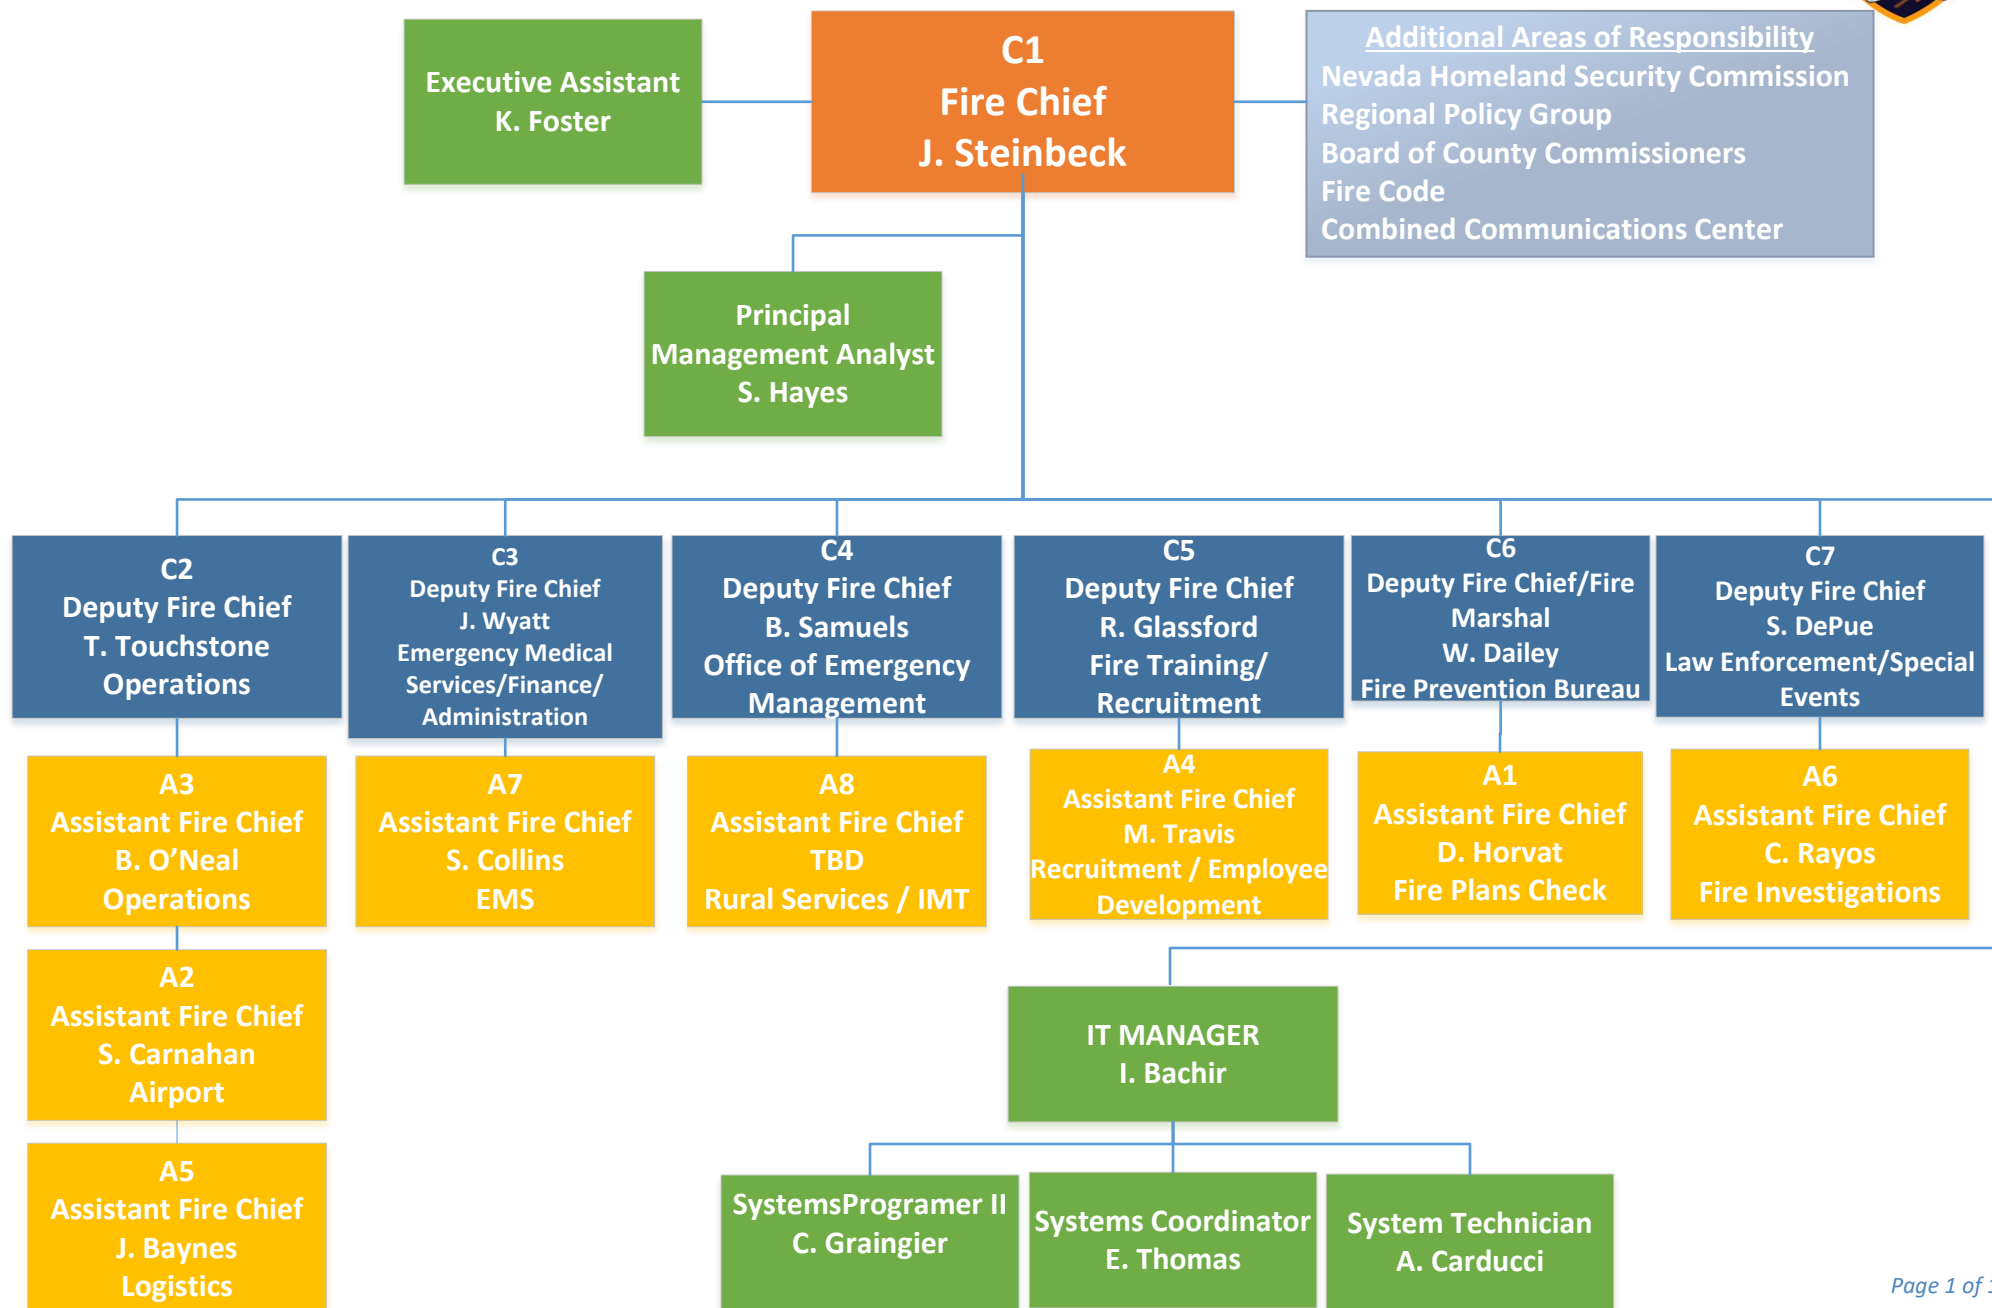 Executive Assistant
K. Foster
C1
Fire Chief
J. Steinbeck
Additional Areas of Responsibility
Nevada Homeland Security Commission
Regional Policy Group
Board of County Commissioners
Fire Code
Combined Communications Center
Principal
Management Analyst
S. Hayes
C2
Deputy Fire Chief
T. Touchstone
Operations
C3
Deputy Fire Chief
J. Wyatt
Emergency Medical
Services/Finance/
Administration
C4
Deputy Fire Chief
B. Samuels
Office of Emergency
Management
C5
Deputy Fire Chief
R. Glassford
Fire Training/
Recruitment
C6
Deputy Fire Chief/Fire
Marshal
W. Dailey
Fire Prevention Bureau
C7
Deputy Fire Chief
S. DePue
Law Enforcement/Special
Events
A3
Assistant Fire Chief
B. O’Neal
Operations
A7
Assistant Fire Chief
S. Collins
EMS
A8
Assistant Fire Chief
TBD
Rural Services / IMT
A4
Assistant Fire Chief
M. Travis
Recruitment / Employee
Development
A1
Assistant Fire Chief
D. Horvat
Fire Plans Check
A6
Assistant Fire Chief
C. Rayos
Fire Investigations
A2
Assistant Fire Chief
S. Carnahan
Airport
IT MANAGER
I. Bachir
A5
Assistant Fire Chief
J. Baynes
Logistics
SystemsProgramer II
C. Graingier
Systems Coordinator
E. Thomas
System Technician
A. Carducci
Page 1 of